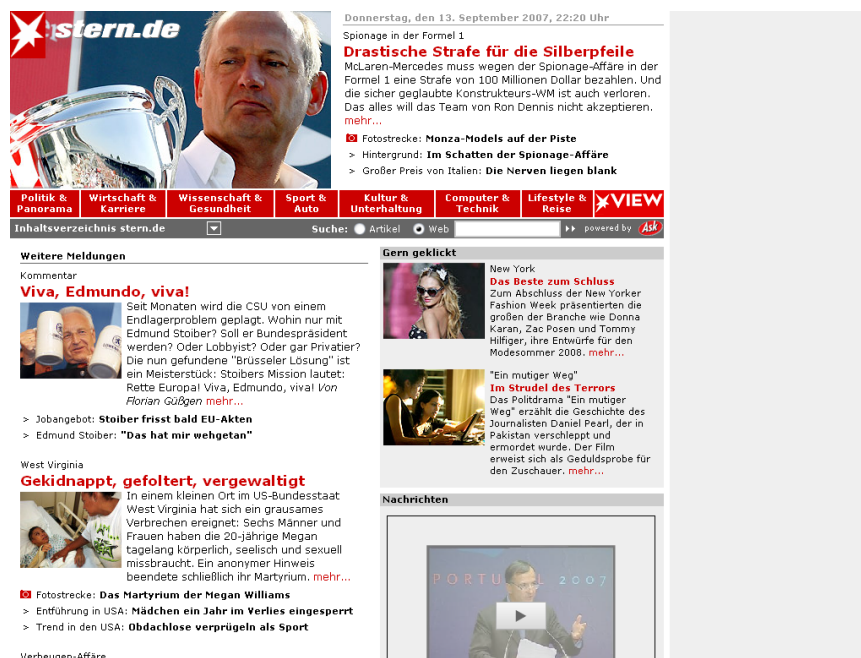 stern.de
Donnerstag, den 13. September 2007, 22:20 Uhr
Spionage in der Formel 1
Drastische Strafe für die Silberpfeile
McLaren-Mercedes muss wegen der Spionage-Affäre in der
Formel 1 eine Strafe von 100 Millionen Dollar bezahlen. Und
die sicher geglaubte Konstrukteurs-WM ist auch verloren.
Das alles will das Team von Ron Dennis nicht akzeptieren.
mehr...
Fotostrecke: Monza-Models auf der Piste
> Hintergrund: Im Schatten der Spionage-Affäre
> Großer Preis von Italien: Die Nerven liegen blank
Politik & Panorama
Wirtschaft & Karriere
Wissenschaft & Gesundheit
Sport & Auto
Kultur & Unterhaltung
Computer & Technik
Lifestyle & Reise
VIEW
Inhaltsverzeichnis stern.de
Suche: Artikel Web powered by Ask
Weitere Meldungen
Kommentar
Viva, Edmundo, viva!
Seit Monaten wird die CSU von einem
Endlagerproblem geplagt. Wohin nur mit
Edmund Stoiber? Soll er Bundespräsident
werden? Oder Lobbyist? Oder gar Privatier?
Die nun gefundene "Brüsseler Lösung" ist
ein Meisterstück: Stoibers Mission lautet:
Rette Europa! Viva, Edmundo, viva! Von
Florian Güßgen mehr...
> Jobangebot: Stoiber frisst bald EU-Akten
> Edmund Stoiber: "Das hat mir wehgetan"
West Virginia
Gekidnappt, gefoltert, vergewaltigt
In einem kleinen Ort im US-Bundesstaat
West Virginia hat sich ein grausames
Verbrechen ereignet: Sechs Männer und
Frauen haben die 20-jährige Megan
tagelang körperlich, seelisch und sexuell
missbraucht. Ein anonymer Hinweis
beendete schließlich ihr Martyrium. mehr...
Fotostrecke: Das Martyrium der Megan Williams
> Entführung in USA: Mädchen ein Jahr im Verlies eingesperrt
> Trend in den USA: Obdachlose verprügeln als Sport
Verheugen-Affäre
Gern geklickt
New York
Das Beste zum Schluss
Zum Abschluss der New Yorker
Fashion Week präsentierten die
großen der Branche wie Donna
Karan, Zac Posen und Tommy
Hilfiger, ihre Entwürfe für den
Modesommer 2008. mehr...
"Ein mutiger Weg"
Im Strudel des Terrors
Das Politdrama "Ein mutiger
Weg" erzählt die Geschichte des
Journalisten Daniel Pearl, der in
Pakistan verschleppt und
ermordet wurde. Der Film
erweist sich als Geduldsprobe für
den Zuschauer. mehr...
Nachrichten
PORTUGAL 2007